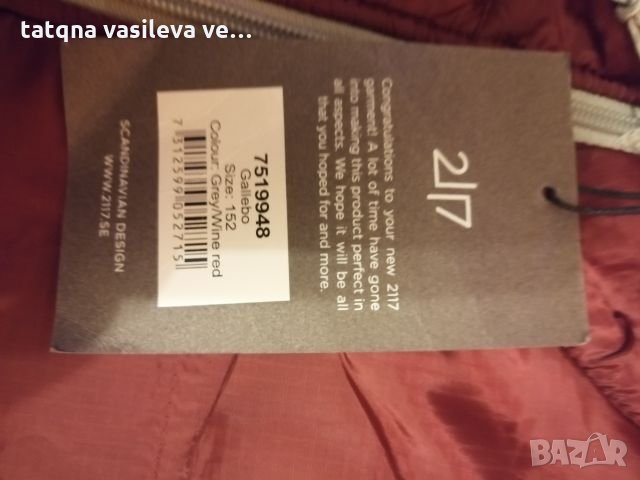 tatqna vasileva ve...
2117
Congratulations to your new 2117
garment! A lot of time have gone
into making this product perfect in
all aspects. We hope it will be all
that you hoped for and more.
7519948
Gallebo
Size: 152
Colour: Grey/Wine red
7 312599 052715
SCANDINAVIAN DESIGN
WWW.2117.SE
BAZAR